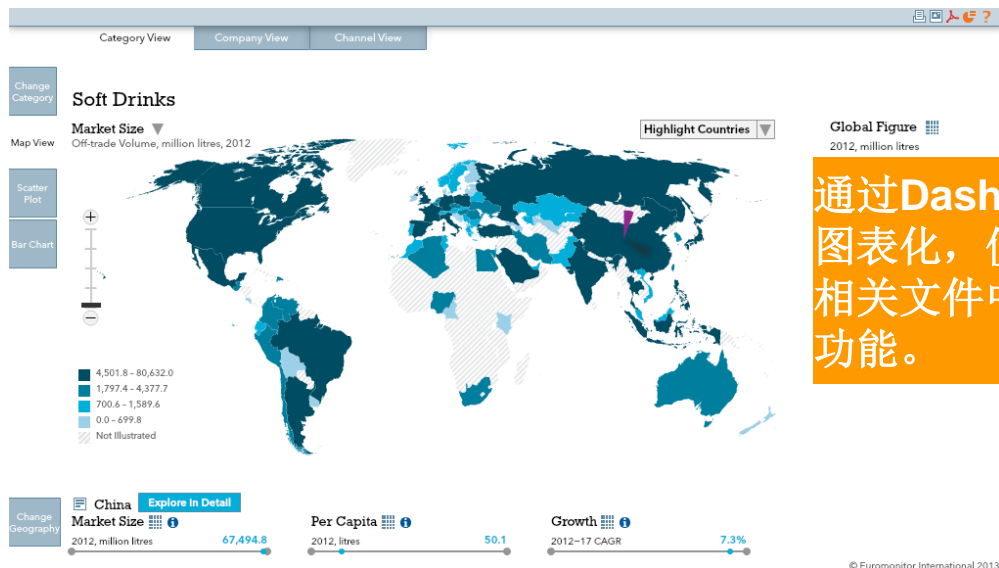 Category View
Company View
Channel View
Change
Category
Soft Drinks
Market Size
Off-trade Volume, million litres, 2012
Highlight Countries
Global Figure
2012, million litres
Map View
Scatter
Plot
Bar Chart
通过Dash
图表化，
相关文件
功能。
4,501.8 - 80,632.0
1,797.4 - 4,377.7
700.6 - 1,589.6
0.0 - 699.8
Not Illustrated
Change
Geography
China
Explore in Detail
Market Size
2012, million litres
67,494.8
Per Capita
2012, litres
50.1
Growth
2012-17 CAGR
7.3%
© Euromonitor International 2013